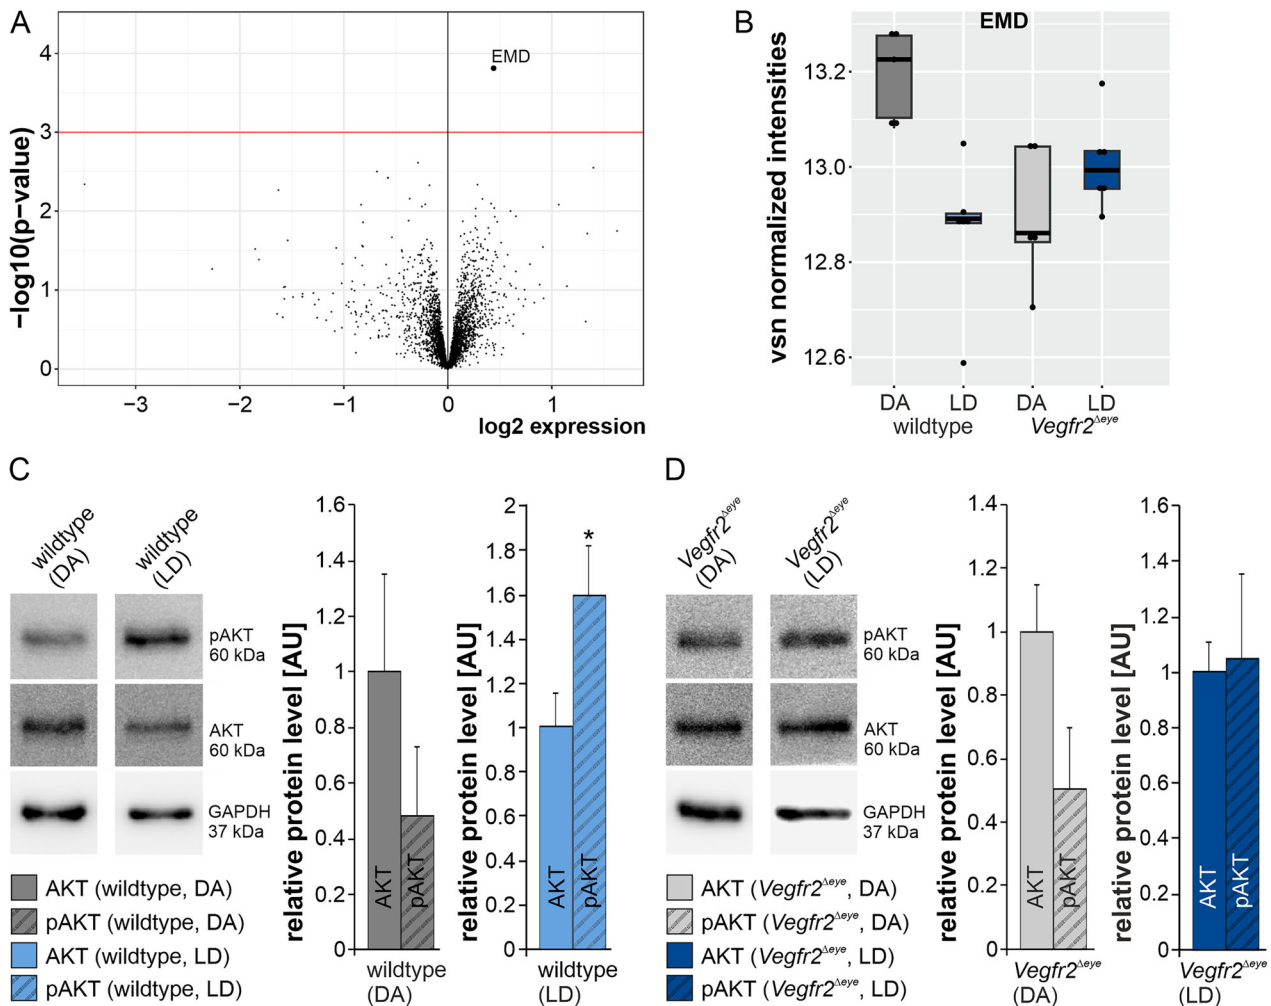 A
−log10(p−value)
4
3
2
1
0
EMD
−3
−2
−1
0
1
log2 expression
B
EMD
vsn normalized intensities
13.2
13.0
12.8
12.6
DA
LD
DA
LD
wildtype
Vegfr2Δeye
C
wildtype
(DA)
wildtype
(LD)
pAKT
60 kDa
AKT
60 kDa
GAPDH
37 kDa
AKT (wildtype, DA)
pAKT (wildtype, DA)
AKT (wildtype, LD)
pAKT (wildtype, LD)
relative protein level [AU]
1.6
1.4
1.2
1
0.8
0.6
0.4
0.2
0
AKT
pAKT
wildtype
(DA)
relative protein level [AU]
2
1.8
1.6
1.4
1.2
1
0.8
0.6
0.4
0.2
0
*
AKT
pAKT
wildtype
(LD)
D
Vegfr2Δeye
(DA)
Vegfr2Δeye
(LD)
pAKT
60 kDa
AKT
60 kDa
GAPDH
37 kDa
AKT (Vegfr2Δeye, DA)
pAKT (Vegfr2Δeye, DA)
AKT (Vegfr2Δeye, LD)
pAKT (Vegfr2Δeye, LD)
relative protein level [AU]
1.4
1.2
1
0.8
0.6
0.4
0.2
0
AKT
pAKT
Vegfr2Δeye
(DA)
relative protein level [AU]
1.6
1.4
1.2
1
0.8
0.6
0.4
0.2
0
AKT
pAKT
Vegfr2Δeye
(LD)